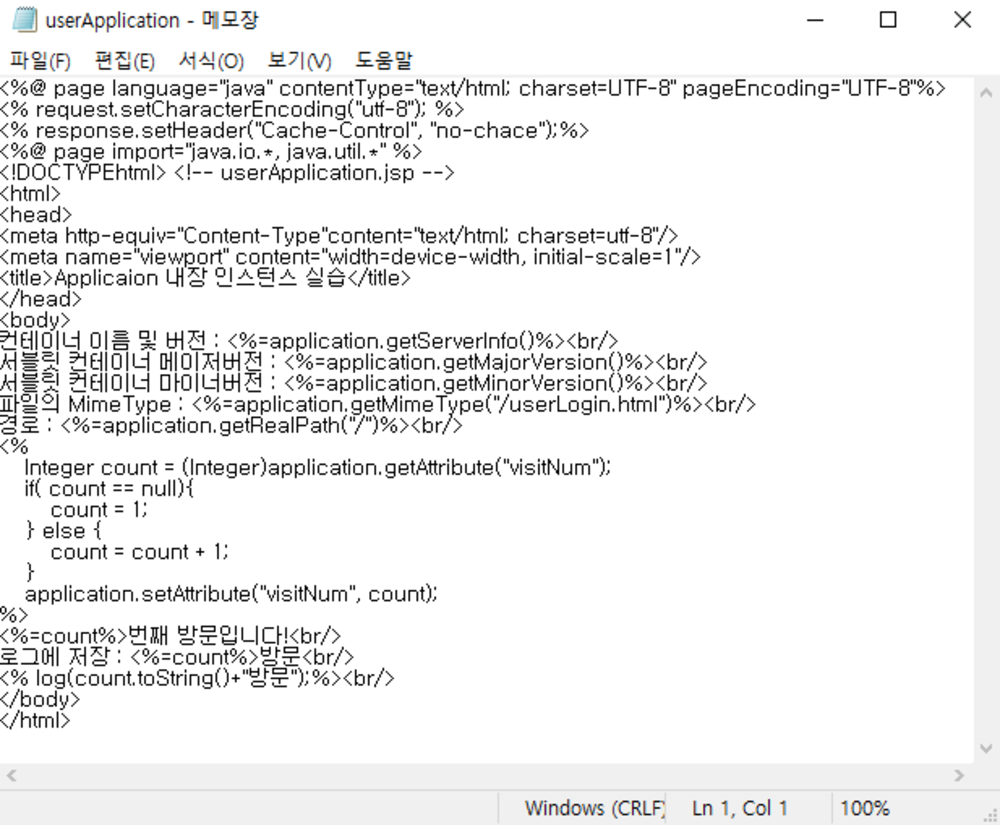 userApplication - 메모장
파일(F) 편집(E) 서식(O) 보기(V) 도움말
<%@ page language="java" contentType="text/html; charset=UTF-8" pageEncoding="UTF-8"%>
<% request.setCharacterEncoding("utf-8"); %>
<% response.setHeader("Cache-Control", "no-chace");%>
<%@ page import="java.io.*, java.util.*" %>
<!DOCTYPEhtml> <!-- userApplication.jsp -->
<html>
<head>
<meta http-equiv="Content-Type"content="text/html; charset=utf-8"/>
<meta name="viewport" content="width=device-width, initial-scale=1"/>
<title>Applicaion 내장 인스턴스 실습</title>
</head>
<body>
컨테이너 이름 및 버전 : <%=application.getServerInfo()%><br/>
서블릿 컨테이너 메이저버전 : <%=application.getMajorVersion()%><br/>
서블릿 컨테이너 마이너버전 : <%=application.getMinorVersion()%><br/>
파일의 MimeType : <%=application.getMimeType("/userLogin.html")%><br/>
경로 : <%=application.getRealPath("/")%><br/>
<%
    Integer count = (Integer)application.getAttribute("visitNum");
    if( count == null){
        count = 1;
    } else {
        count = count + 1;
    }
    application.setAttribute("visitNum", count);
%>
<%=count%>번째 방문입니다!<br/>
로그에 저장 : <%=count%>방문<br/>
<% log(count.toString()+"방문");%><br/>
</body>
</html>
Windows (CRLF) Ln 1, Col 1 100%